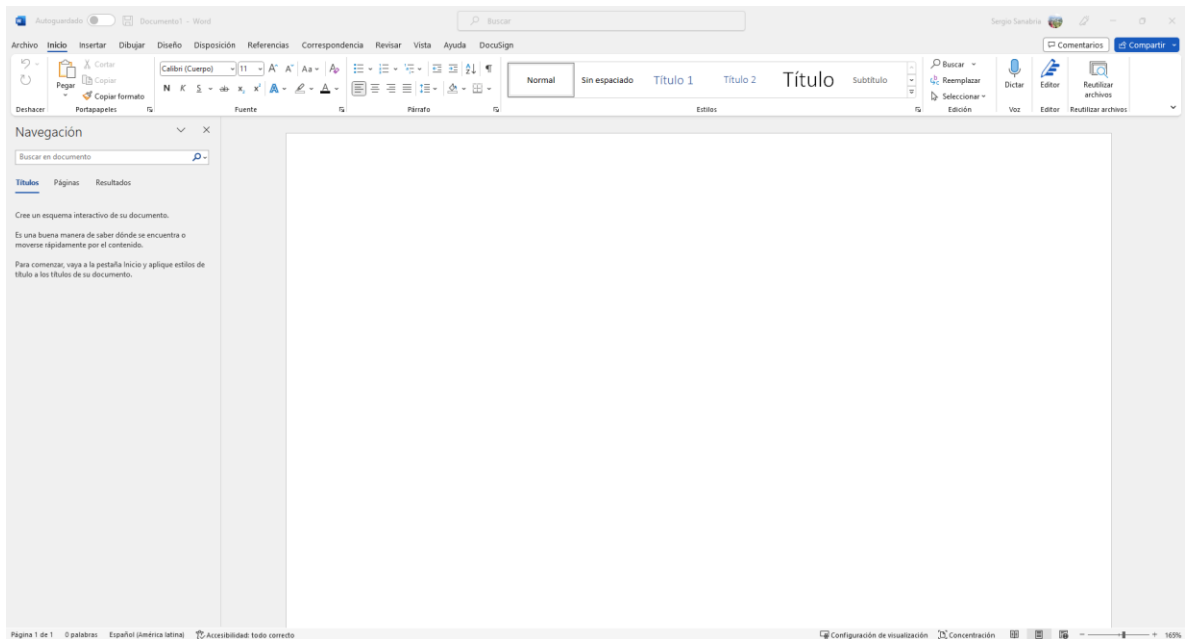 Autoguardado Documento1 - Word Buscar Sergio Sanabria
Archivo Inicio Insertar Dibujar Diseño Disposición Referencias Correspondencia Revisar Vista Ayuda DocuSign Comentarios Compartir
Pegar
Cortar
Copiar
Copiar formato
Calibri (Cuerpo) 11
Aa
N K S ab x₂ x² A A
Normal Sin espaciado Título 1 Título 2 Título Subtítulo
Buscar
Reemplazar
Seleccionar
Dictar
Editor
Reutilizar
archivos
Deshacer Portapapeles Fuente Párrafo Estilos Edición Voz Editor Reutilizar archivos
Navegación
Buscar en documento
Títulos Páginas Resultados
Cree un esquema interactivo de su documento.
Es una buena manera de saber dónde se encuentra o
moverse rápidamente por el contenido.
Para comenzar, vaya a la pestaña Inicio y aplique estilos de
título a los títulos de su documento.
Página 1 de 1 0 palabras Español (América latina) Accesibilidad: todo correcto Configuración de visualización Concentración 165%